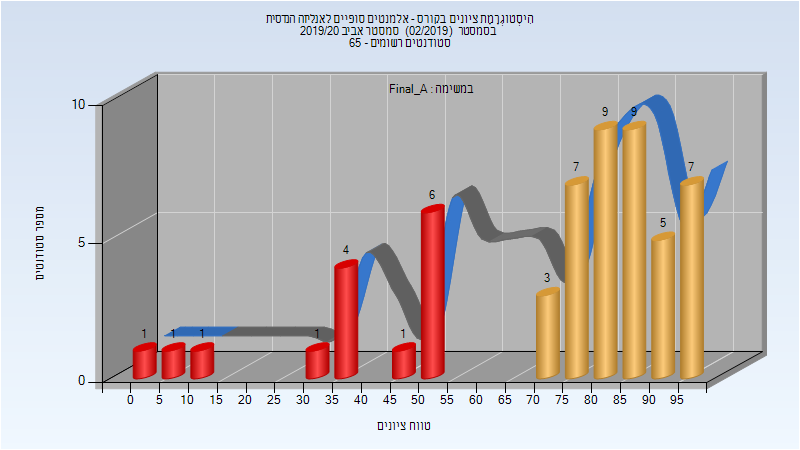 היסטוגרמת ציונים בקורס - אלמנטים סופיים לאנליזה הנדסית
בסמסטר (02/2019) סמסטר אביב 2019/20
סטודנטים רשומים - 65
במשימה : Final_A
מספר סטודנטים
10
5
0
1 1 1 1 4 1 6 3 7 9 9 5 7
0 5 10 15 20 25 30 35 40 45 50 55 60 65 70 75 80 85 90 95
טווח ציונים